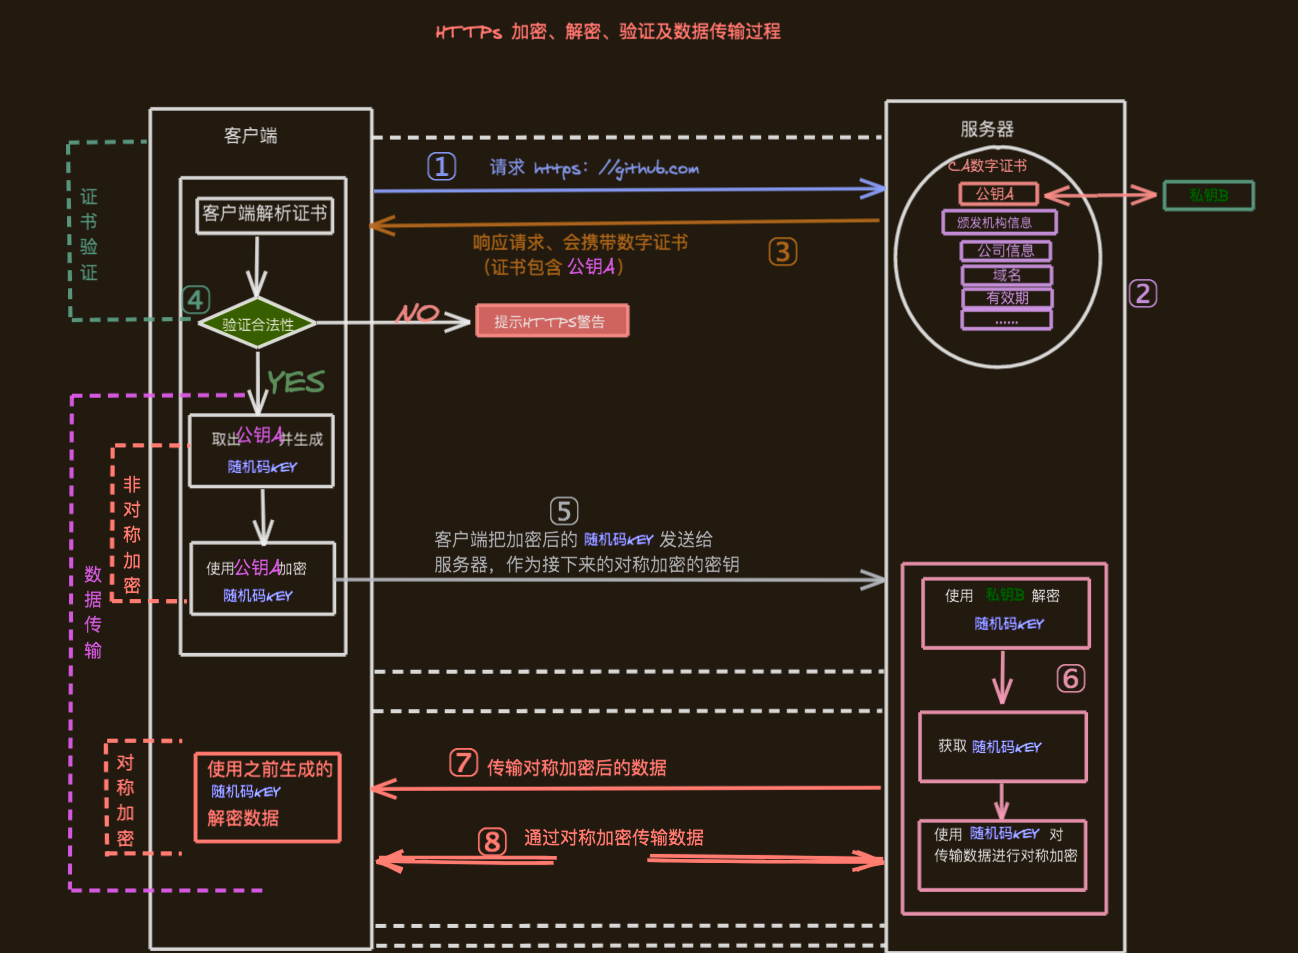 HTTPs 加密、解密、验证及数据传输过程
客户端
服务器
证书验证
①
请求 https: //github.com
CA数字证书
公钥A
私钥B
颁发机构信息
公司信息
域名
有效期
......
②
客户端解析证书
响应请求、会携带数字证书
(证书包含 公钥A)
③
④
验证合法性
NO
提示HTTPS警告
YES
数据传输
非对称加密
取出公钥A并生成
随机码KEY
使用公钥A加密
随机码KEY
⑤
客户端把加密后的 随机码KEY 发送给
服务器，作为接下来的对称加密的密钥
使用 私钥B 解密
随机码KEY
⑥
获取 随机码KEY
使用 随机码KEY 对
传输数据进行对称加密
对称加密
使用之前生成的
随机码KEY
解密数据
⑦ 传输对称加密后的数据
⑧ 通过对称加密传输数据